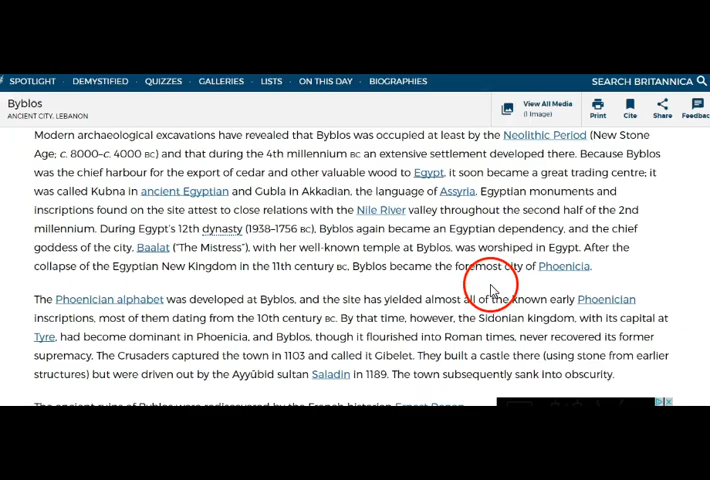 SPOTLIGHT · DEMYSTIFIED · QUIZZES · GALLERIES · LISTS · ON THIS DAY · BIOGRAPHIES SEARCH BRITANNICA
Byblos
ANCIENT CITY, LEBANON
View All Media
(1 Image)
Print
Cite
Share
Feedbac
Modern archaeological excavations have revealed that Byblos was occupied at least by the Neolithic Period (New Stone
Age; c. 8000–c. 4000 BC) and that during the 4th millennium BC an extensive settlement developed there. Because Byblos
was the chief harbour for the export of cedar and other valuable wood to Egypt, it soon became a great trading centre; it
was called Kubna in ancient Egyptian and Gubla in Akkadian, the language of Assyria. Egyptian monuments and
inscriptions found on the site attest to close relations with the Nile River valley throughout the second half of the 2nd
millennium. During Egypt's 12th dynasty (1938–1756 BC), Byblos again became an Egyptian dependency, and the chief
goddess of the city, Baalat ("The Mistress"), with her well-known temple at Byblos, was worshiped in Egypt. After the
collapse of the Egyptian New Kingdom in the 11th century BC, Byblos became the foremost city of Phoenicia.
The Phoenician alphabet was developed at Byblos, and the site has yielded almost all of the known early Phoenician
inscriptions, most of them dating from the 10th century BC. By that time, however, the Sidonian kingdom, with its capital at
Tyre, had become dominant in Phoenicia, and Byblos, though it flourished into Roman times, never recovered its former
supremacy. The Crusaders captured the town in 1103 and called it Gibelet. They built a castle there (using stone from earlier
structures) but were driven out by the Ayyūbid sultan Saladin in 1189. The town subsequently sank into obscurity.
The ancient ruins of Byblos were rediscovered by the French historian Ernest Renan